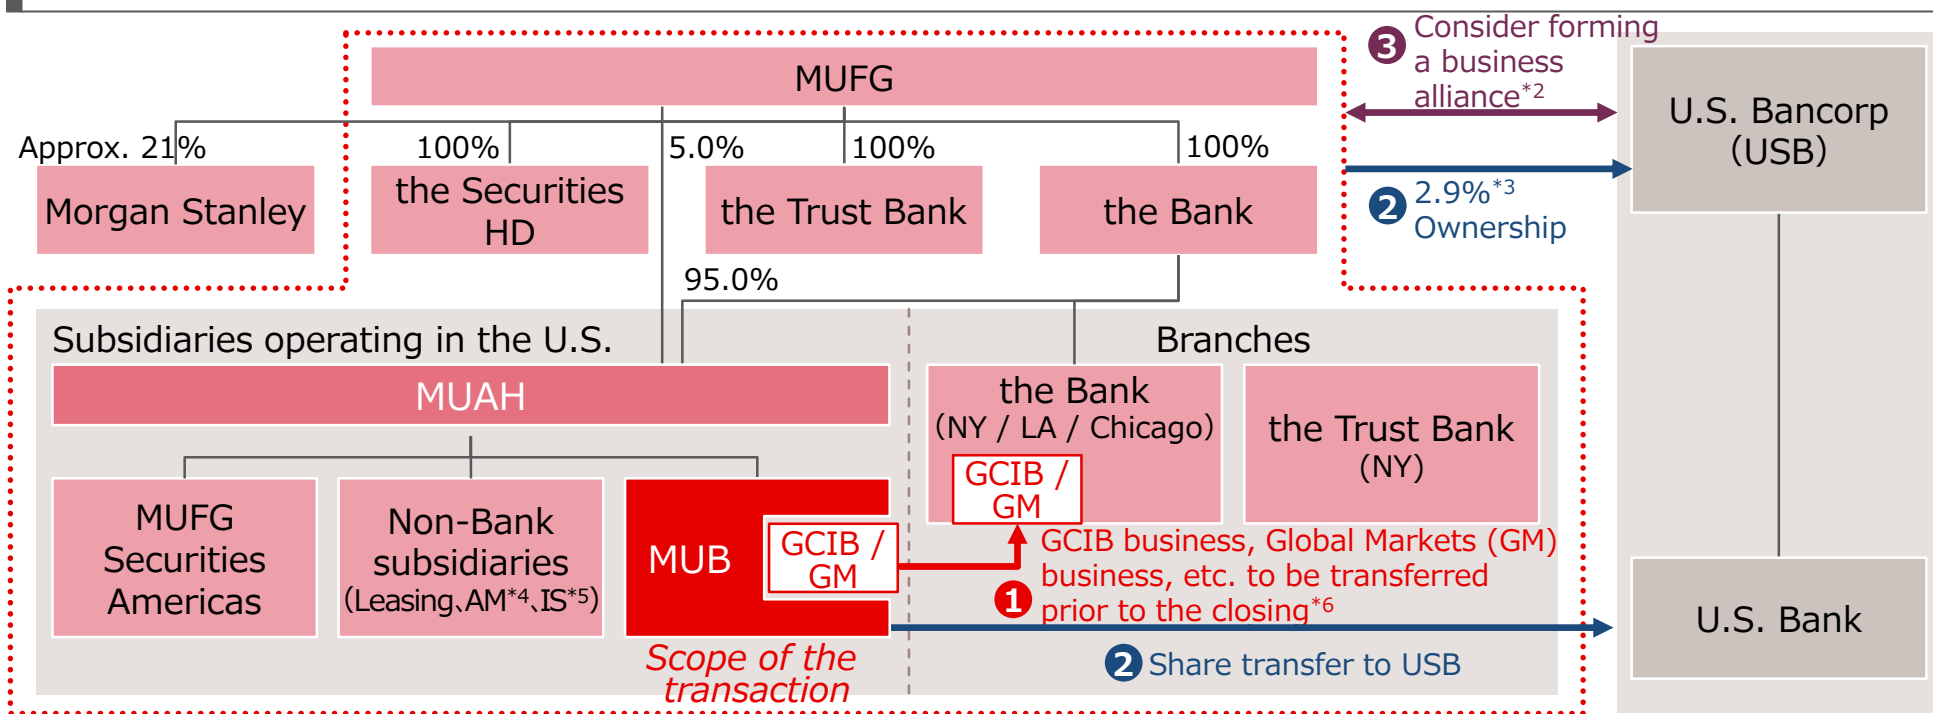 MUFG
❸ Consider forming
a business
alliance*2
U.S. Bancorp
(USB)
Approx. 21%
100%
5.0%
100%
100%
Morgan Stanley
the Securities
HD
the Trust Bank
the Bank
❷ 2.9%*3
Ownership
95.0%
Subsidiaries operating in the U.S.
Branches
MUAH
the Bank
(NY / LA / Chicago)
GCIB /
GM
the Trust Bank
(NY)
MUFG
Securities
Americas
Non-Bank
subsidiaries
(Leasing、AM*4、IS*5)
MUB
GCIB /
GM
❶ GCIB business, Global Markets (GM)
business, etc. to be transferred
prior to the closing*6
U.S. Bank
Scope of the
transaction
❷ Share transfer to USB